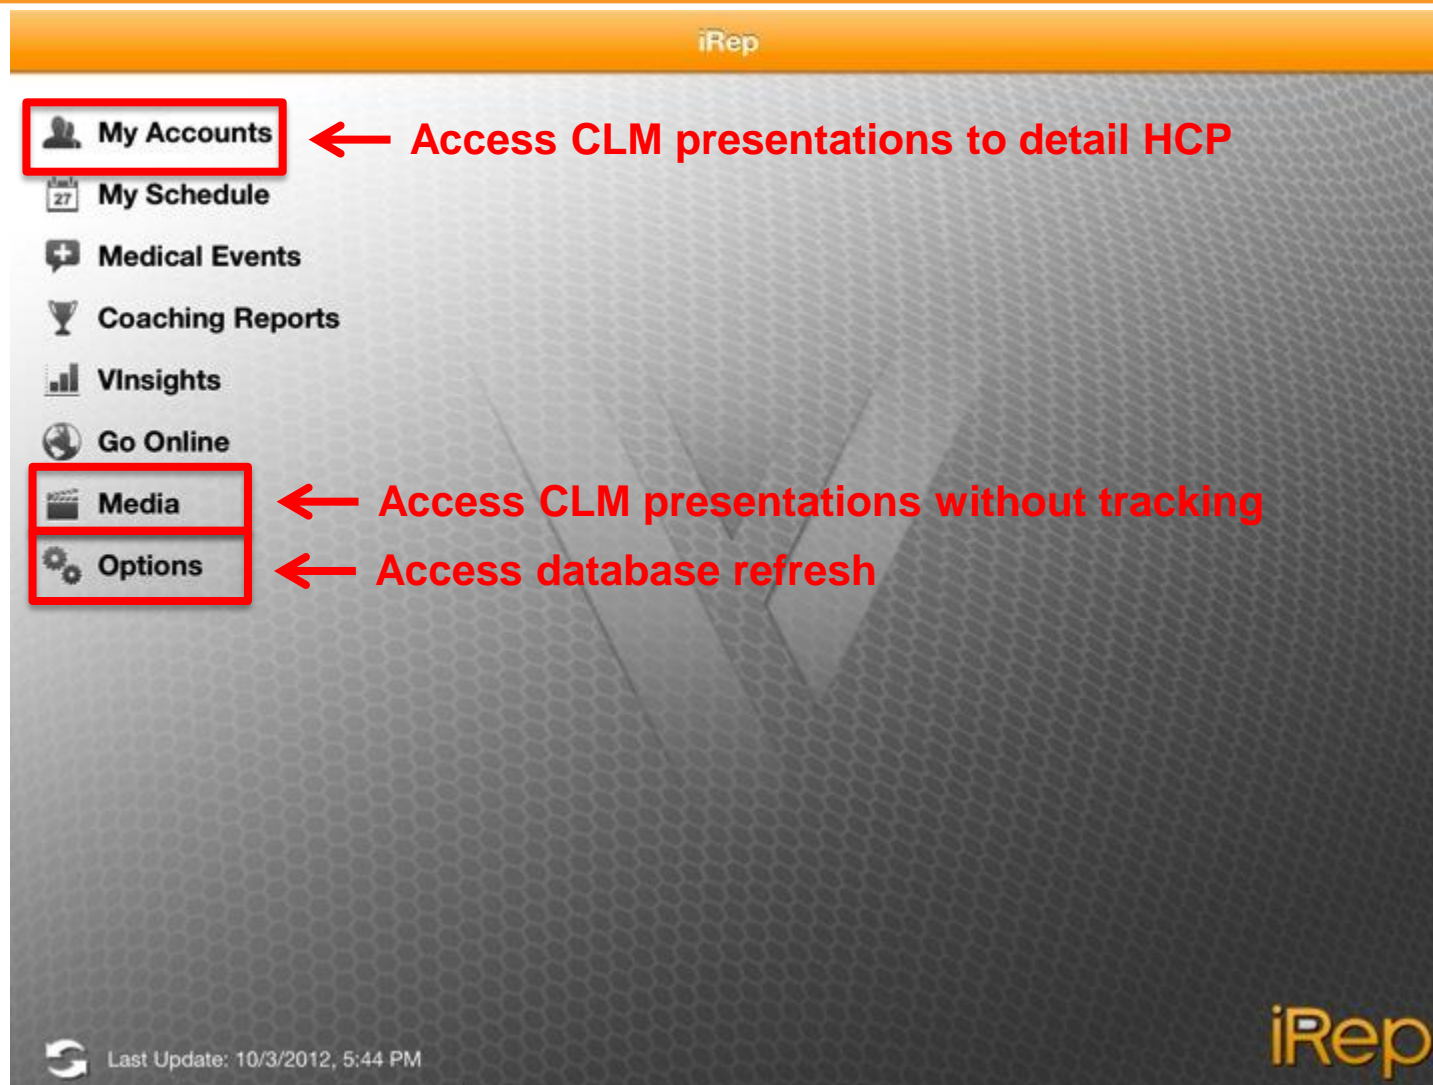 iRep
My Accounts
Access CLM presentations to detail HCP
27
My Schedule
Medical Events
Coaching Reports
VInsights
Go Online
Media
Access CLM presentations without tracking
Options
Access database refresh
Last Update: 10/3/2012, 5:44 PM
iRep